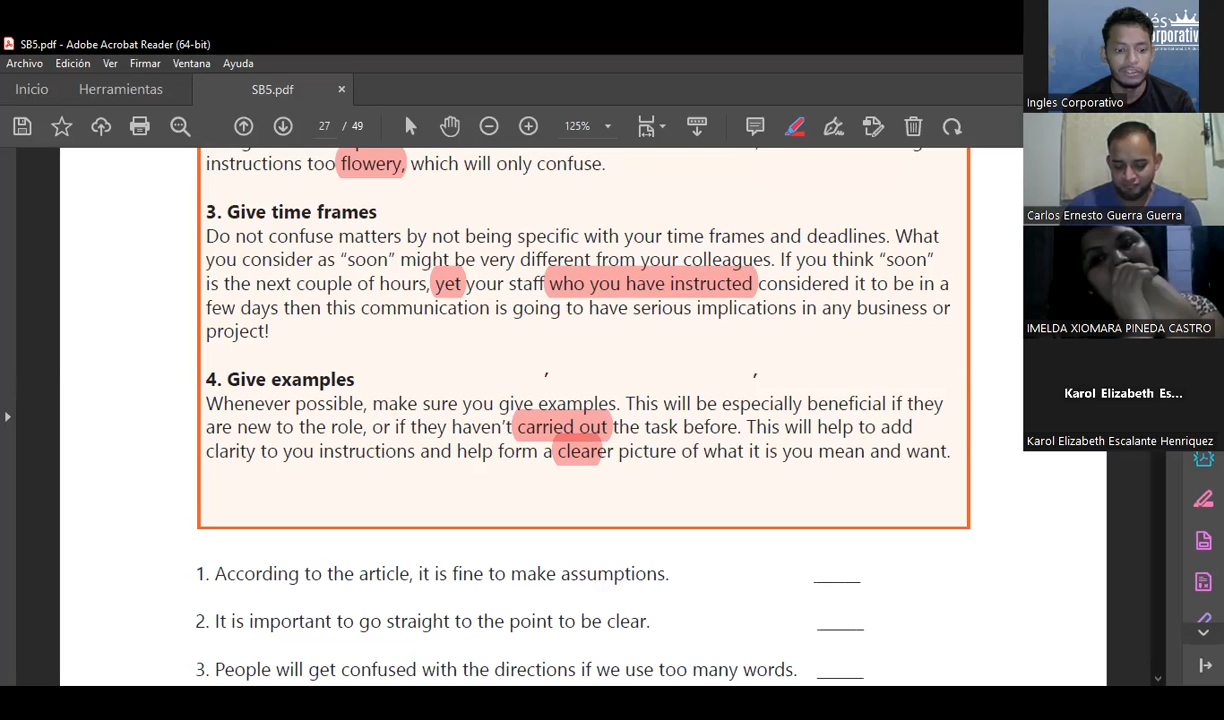 SB5.pdf - Adobe Acrobat Reader (64-bit)
Archivo Edición Ver Firmar Ventana Ayuda
Inicio Herramientas SB5.pdf ×
27 / 49 125%
instructions too flowery, which will only confuse.
3. Give time frames
Do not confuse matters by not being specific with your time frames and deadlines. What
you consider as “soon” might be very different from your colleagues. If you think “soon”
is the next couple of hours, yet your staff who you have instructed considered it to be in a
few days then this communication is going to have serious implications in any business or
project!
4. Give examples
Whenever possible, make sure you give examples. This will be especially beneficial if they
are new to the role, or if they haven’t carried out the task before. This will help to add
clarity to you instructions and help form a clearer picture of what it is you mean and want.
1. According to the article, it is fine to make assumptions. _____
2. It is important to go straight to the point to be clear. _____
3. People will get confused with the directions if we use too many words. _____
Ingles Corporativo
Carlos Ernesto Guerra Guerra
IMELDA XIOMARA PINEDA CASTRO
Karol Elizabeth Es...
Karol Elizabeth Escalante Henriquez